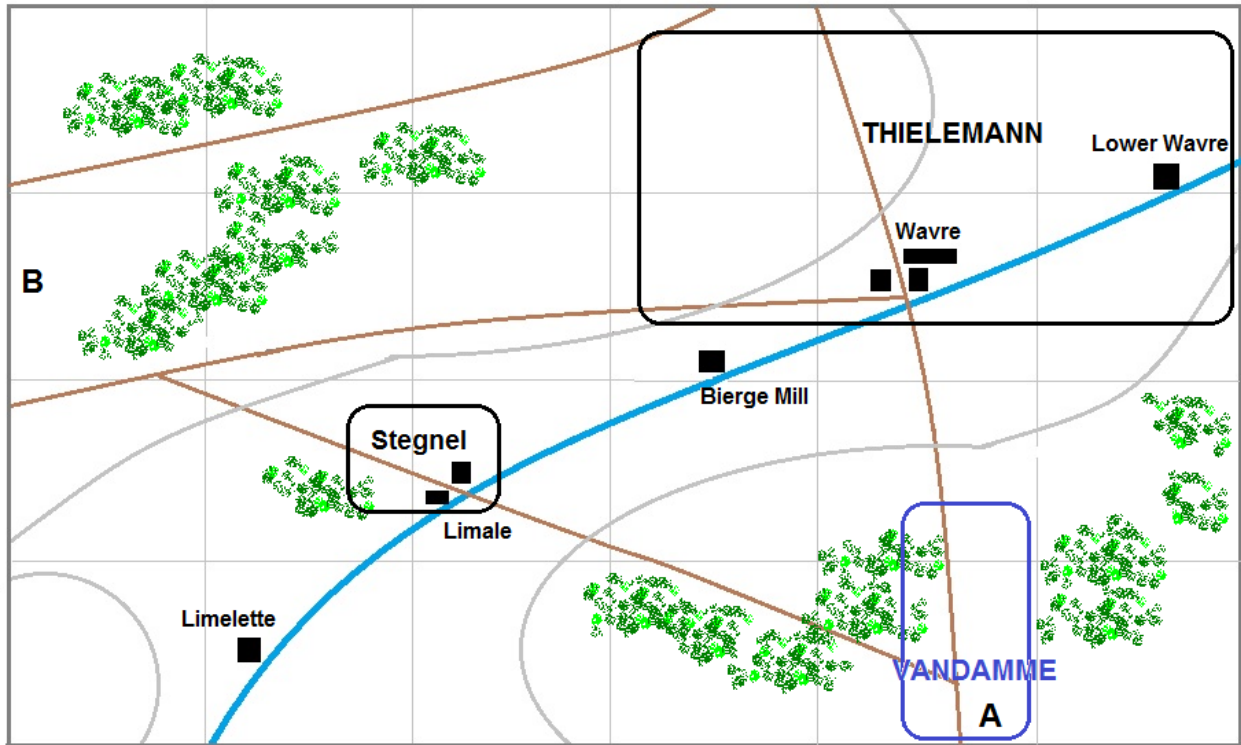 THIELEMANN
Lower Wavre
Wavre
B
Bierge Mill
Stegnel
Limale
Limelette
VANDAMME
A